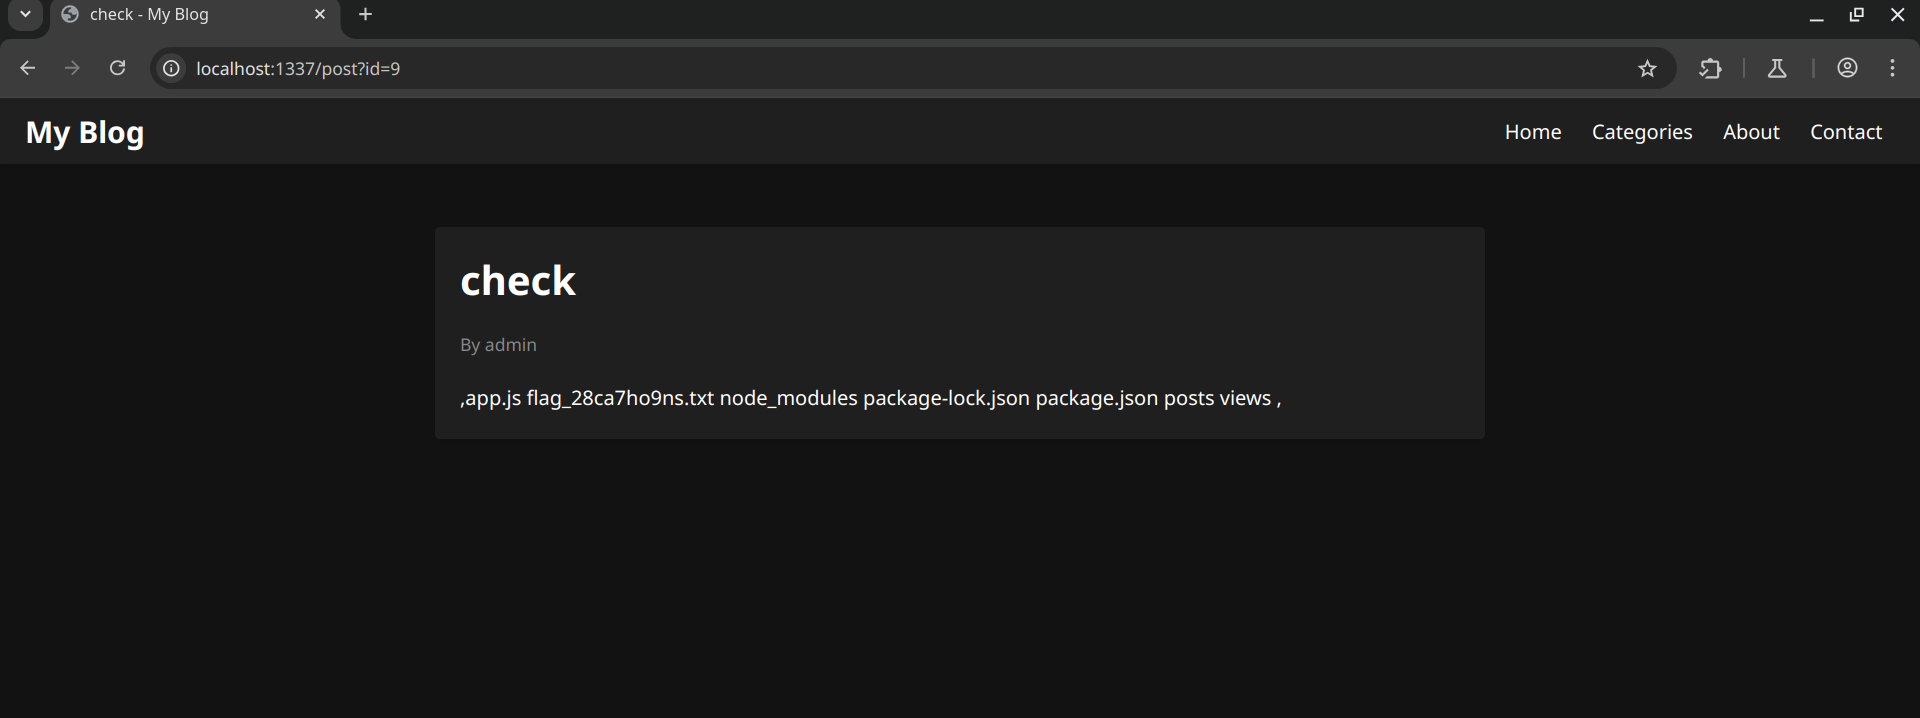 check - My Blog
localhost:1337/post?id=9
My Blog
Home Categories About Contact
check
By admin
,app.js flag_28ca7ho9ns.txt node_modules package-lock.json package.json posts views ,